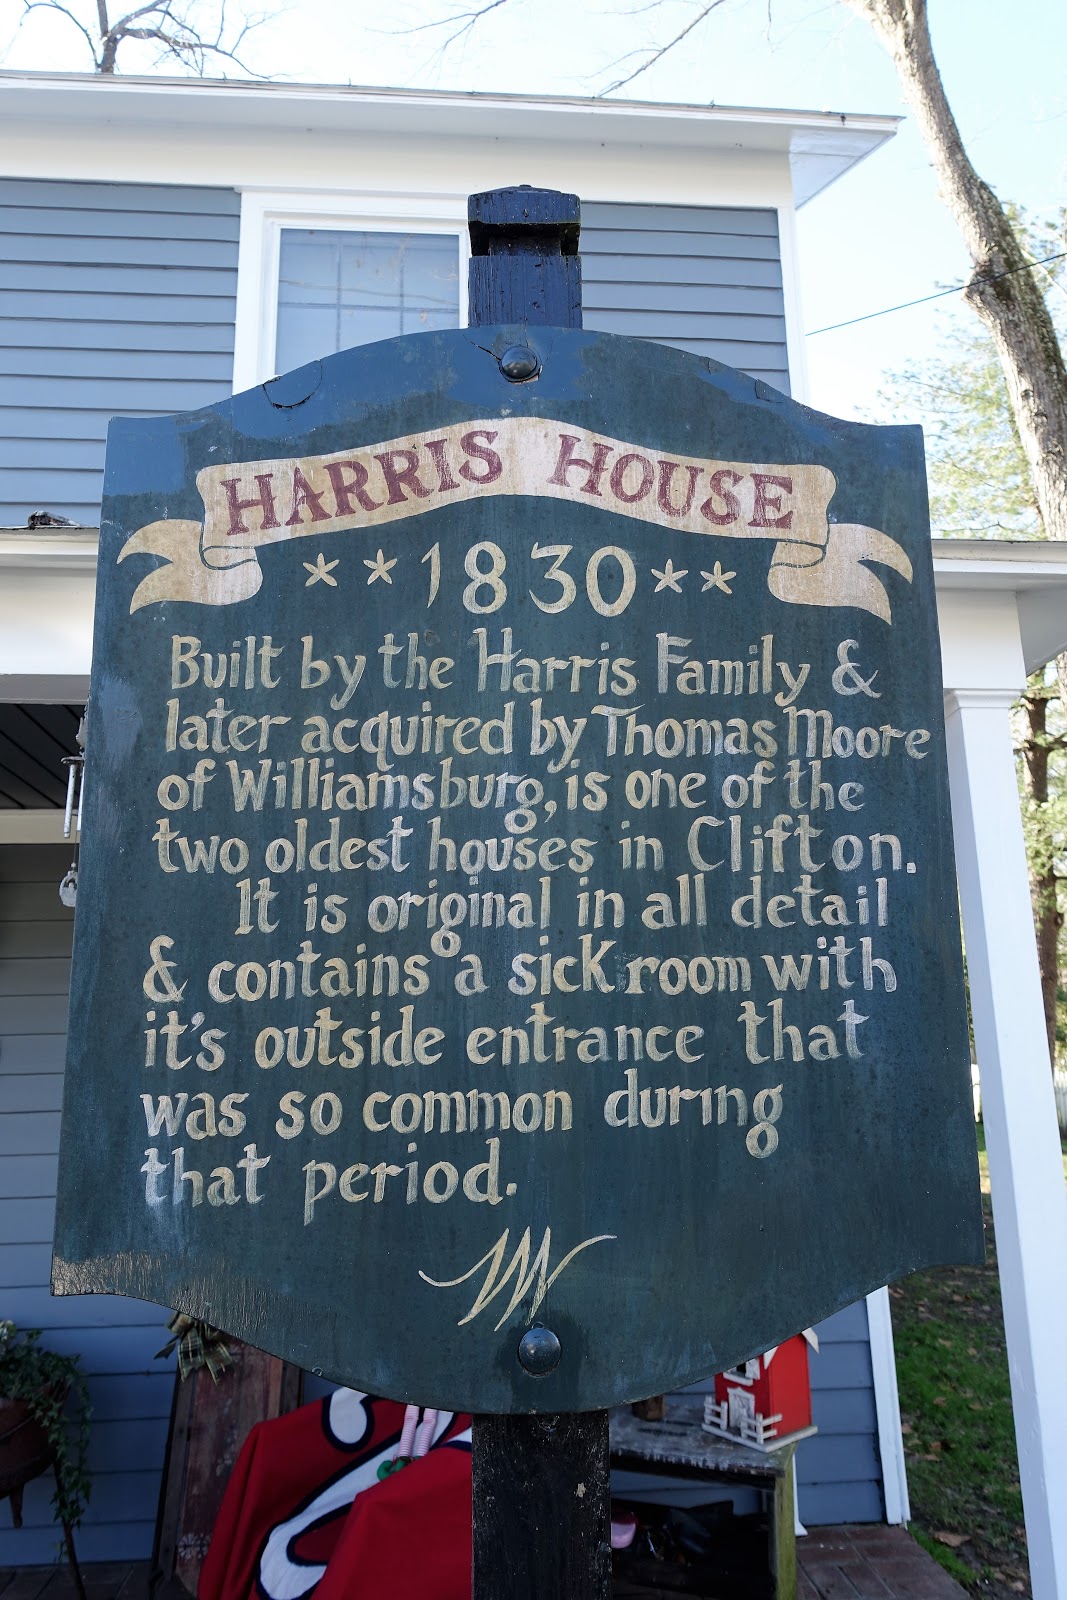 HARRIS HOUSE
**1830**
Built by the Harris Family &
later acquired by Thomas Moore
of Williamsburg, is one of the
two oldest houses in Clifton.
It is original in all detail
& contains a sick room with
it's outside entrance that
was so common during
that period.